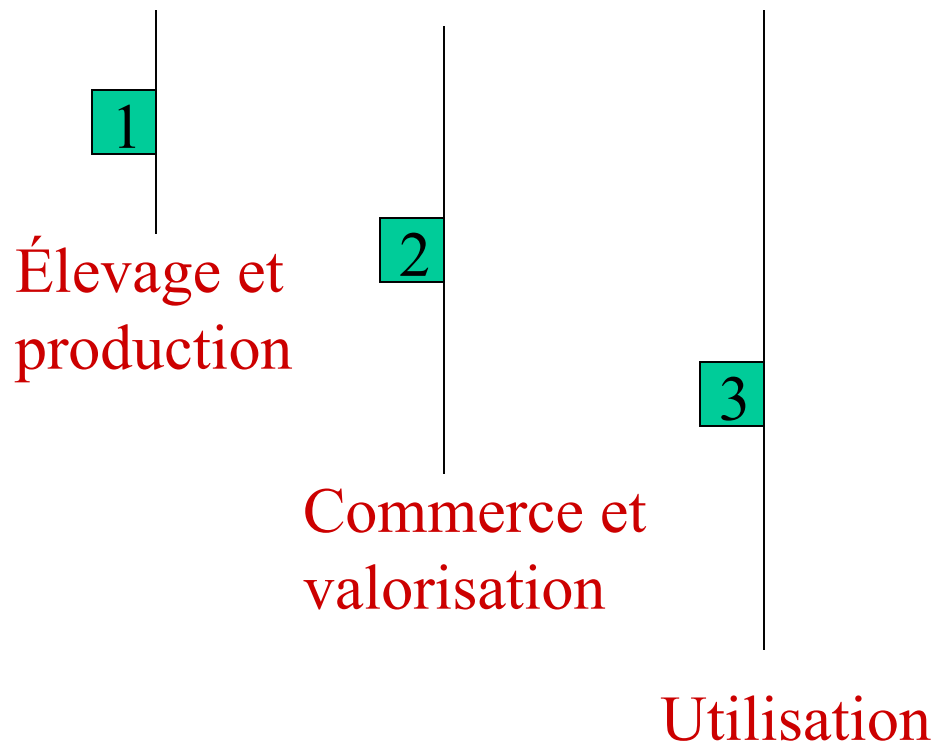 1
Élevage et
production
2
Commerce et
valorisation
3
Utilisation